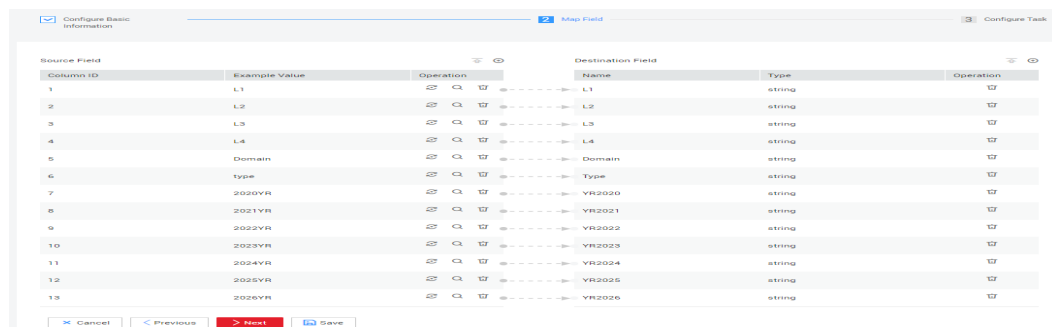 Configure Basic Information 2 Map Field 3 Configure Task
Source Field Destination Field
Column ID Example Value Operation Name Type Operation
1 L1 L1 string
2 L2 L2 string
3 L3 L3 string
4 L4 L4 string
5 Domain Domain string
6 type Type string
7 2020YR YR2020 string
8 2021YR YR2021 string
9 2022YR YR2022 string
10 2023YR YR2023 string
11 2024YR YR2024 string
12 2025YR YR2025 string
13 2026YR YR2026 string
Cancel < Previous > Next Save